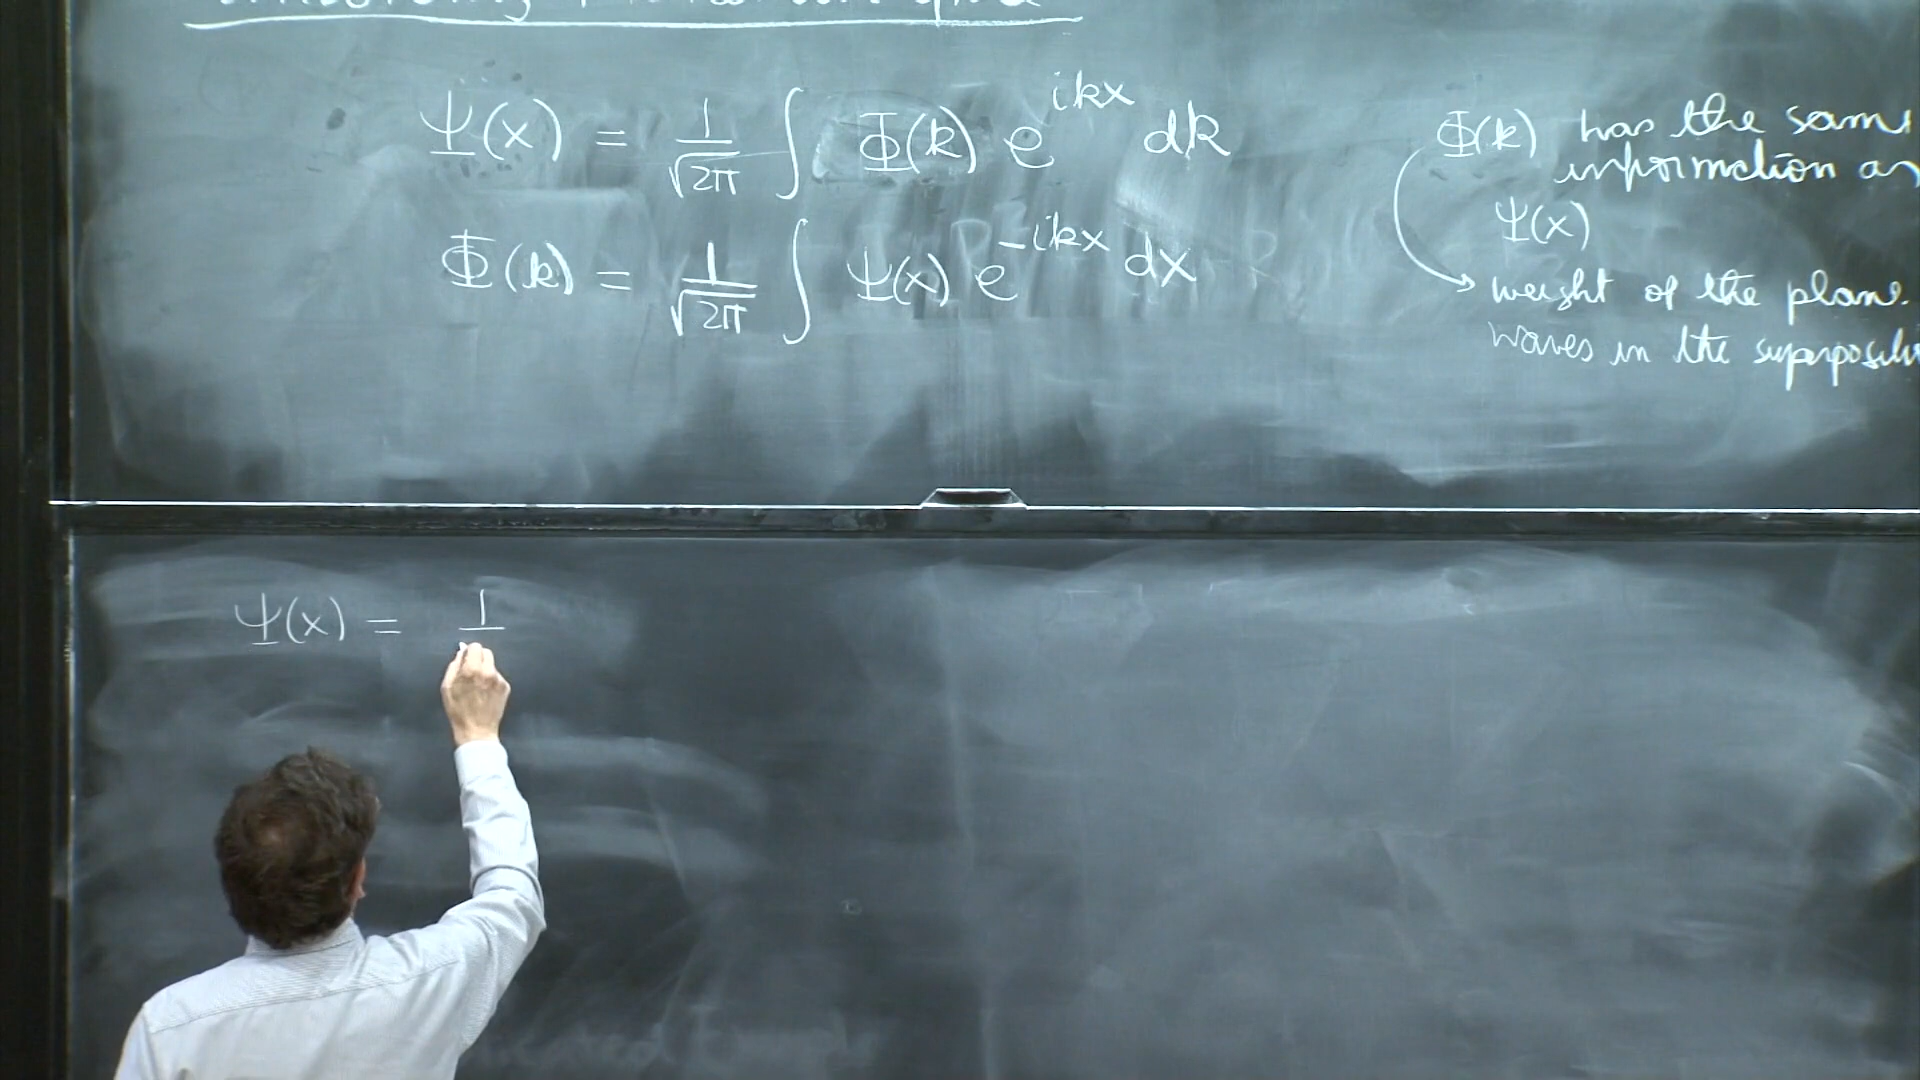 Ψ(x) = 1/√2π ∫ Φ(k) e^{ikx} dk
Φ(k) = 1/√2π ∫ Ψ(x) e^{-ikx} dx
Φ(k) has the same
information as
Ψ(x)
→ weight of the plane
waves in the
Ψ(x) = 1